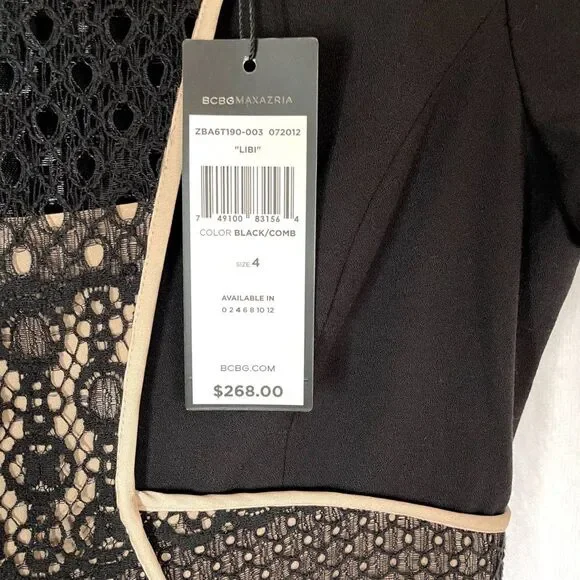 BCBGMAXAZRIA
ZBA6T190-003 072012
"LIBI"
7 49100 83156 4
COLOR BLACK/COMB
SIZE 4
AVAILABLE IN
0 2 4 6 8 10 12
BCBG.COM
$268.00